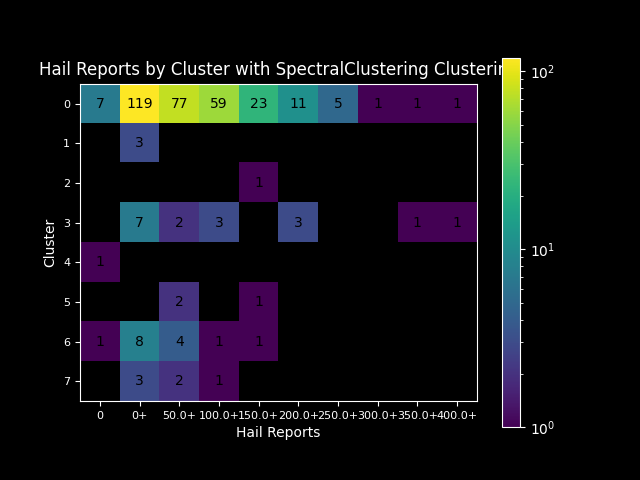 Hail Reports by Cluster with SpectralClustering Clustering
10²
0 7 119 77 59 23 11 5 1 1 1
1 3
2 1
3 7 2 3 3 1 1
10¹
4 1
5 2 1
6 1 8 4 1 1
7 3 2 1
10⁰
0 0+ 50.0+ 100.0+ 150.0+ 200.0+ 250.0+ 300.0+ 350.0+ 400.0+
Hail Reports
Cluster